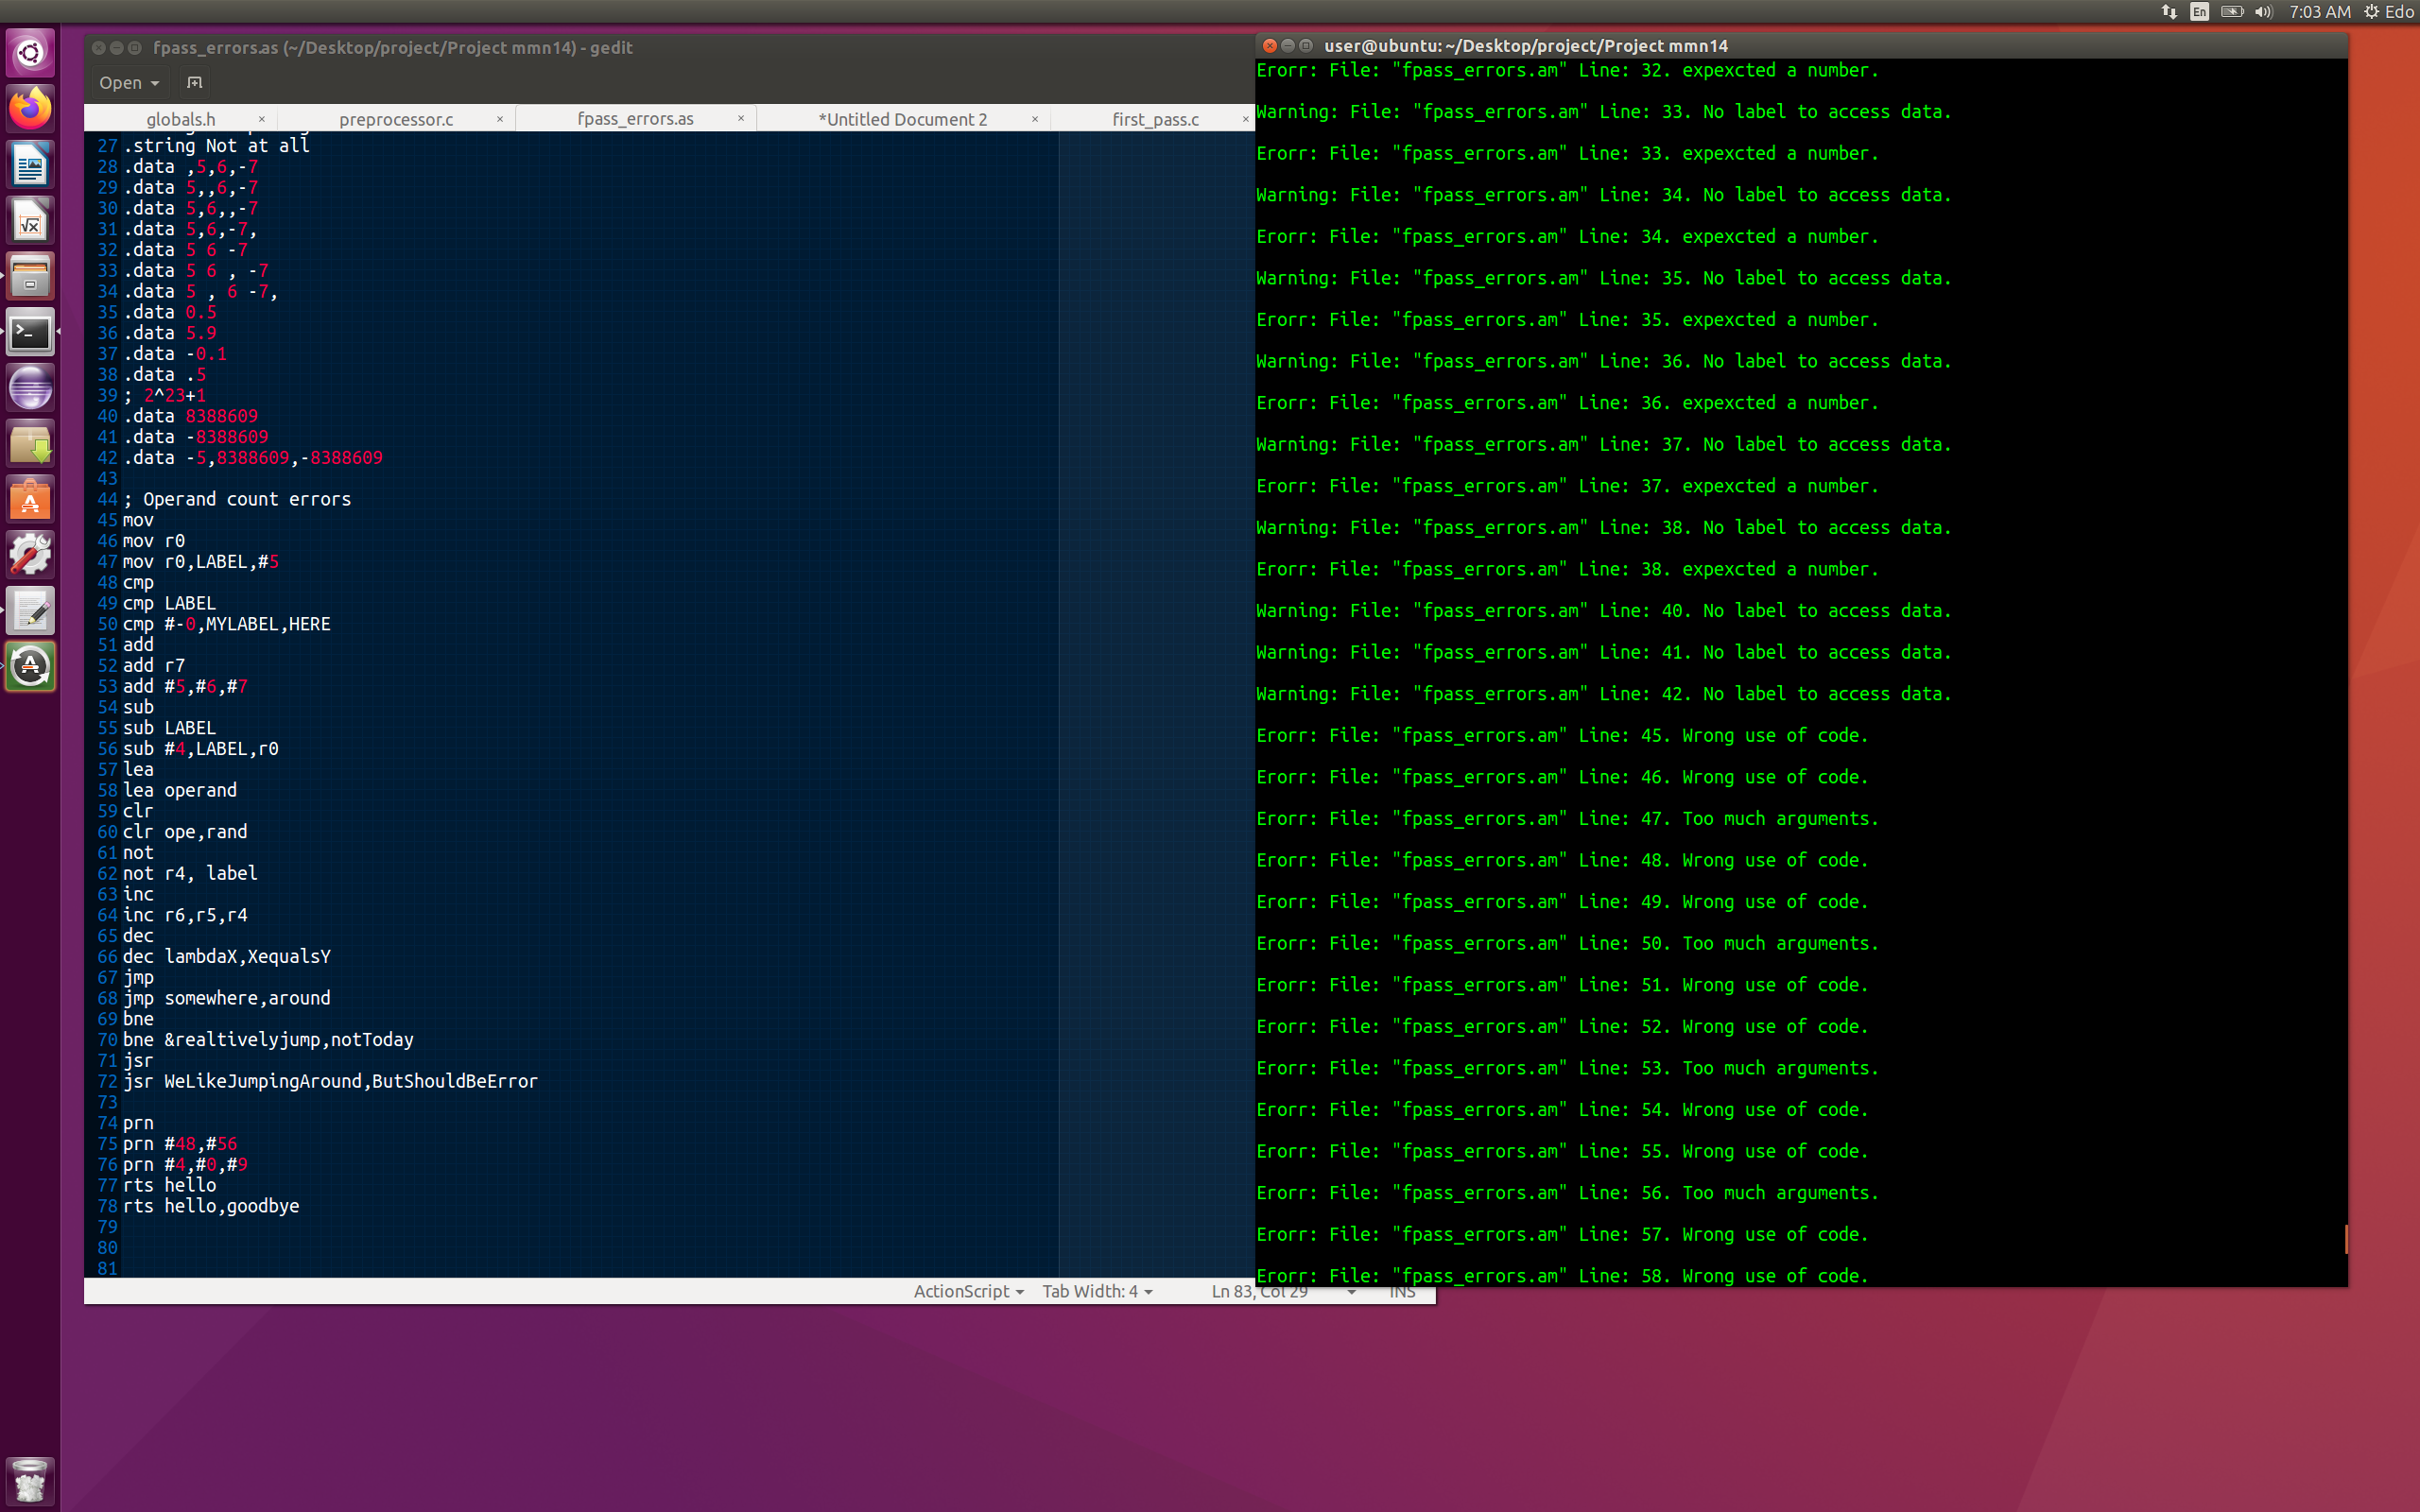 En 7:03 AM Edo
fpass_errors.as (~/Desktop/project/Project mmn14) - gedit
Open
globals.h × preprocessor.c × fpass_errors.as × *Untitled Document 2 × first_pass.c ×
27 .string Not at all
28 .data ,5,6,-7
29 .data 5,,6,-7
30 .data 5,6,,-7
31 .data 5,6,-7,
32 .data 5 6 -7
33 .data 5 6 , -7
34 .data 5 , 6 -7,
35 .data 0.5
36 .data 5.9
37 .data -0.1
38 .data .5
39 ; 2^23+1
40 .data 8388609
41 .data -8388609
42 .data -5,8388609,-8388609
43
44 ; Operand count errors
45 mov
46 mov r0
47 mov r0,LABEL,#5
48 cmp
49 cmp LABEL
50 cmp #-0,MYLABEL,HERE
51 add
52 add r7
53 add #5,#6,#7
54 sub
55 sub LABEL
56 sub #4,LABEL,r0
57 lea
58 lea operand
59 clr
60 clr ope,rand
61 not
62 not r4, label
63 inc
64 inc r6,r5,r4
65 dec
66 dec lambdaX,XequalsY
67 jmp
68 jmp somewhere,around
69 bne
70 bne &realtivelyjump,notToday
71 jsr
72 jsr WeLikeJumpingAround,ButShouldBeError
73
74 prn
75 prn #48,#56
76 prn #4,#0,#9
77 rts hello
78 rts hello,goodbye
79
80
81
ActionScript Tab Width: 4 Ln 83, Col 29 INS
user@ubuntu: ~/Desktop/project/Project mmn14
Erorr: File: "fpass_errors.am" Line: 32. expexcted a number.
Warning: File: "fpass_errors.am" Line: 33. No label to access data.
Erorr: File: "fpass_errors.am" Line: 33. expexcted a number.
Warning: File: "fpass_errors.am" Line: 34. No label to access data.
Erorr: File: "fpass_errors.am" Line: 34. expexcted a number.
Warning: File: "fpass_errors.am" Line: 35. No label to access data.
Erorr: File: "fpass_errors.am" Line: 35. expexcted a number.
Warning: File: "fpass_errors.am" Line: 36. No label to access data.
Erorr: File: "fpass_errors.am" Line: 36. expexcted a number.
Warning: File: "fpass_errors.am" Line: 37. No label to access data.
Erorr: File: "fpass_errors.am" Line: 37. expexcted a number.
Warning: File: "fpass_errors.am" Line: 38. No label to access data.
Erorr: File: "fpass_errors.am" Line: 38. expexcted a number.
Warning: File: "fpass_errors.am" Line: 40. No label to access data.
Warning: File: "fpass_errors.am" Line: 41. No label to access data.
Warning: File: "fpass_errors.am" Line: 42. No label to access data.
Erorr: File: "fpass_errors.am" Line: 45. Wrong use of code.
Erorr: File: "fpass_errors.am" Line: 46. Wrong use of code.
Erorr: File: "fpass_errors.am" Line: 47. Too much arguments.
Erorr: File: "fpass_errors.am" Line: 48. Wrong use of code.
Erorr: File: "fpass_errors.am" Line: 49. Wrong use of code.
Erorr: File: "fpass_errors.am" Line: 50. Too much arguments.
Erorr: File: "fpass_errors.am" Line: 51. Wrong use of code.
Erorr: File: "fpass_errors.am" Line: 52. Wrong use of code.
Erorr: File: "fpass_errors.am" Line: 53. Too much arguments.
Erorr: File: "fpass_errors.am" Line: 54. Wrong use of code.
Erorr: File: "fpass_errors.am" Line: 55. Wrong use of code.
Erorr: File: "fpass_errors.am" Line: 56. Too much arguments.
Erorr: File: "fpass_errors.am" Line: 57. Wrong use of code.
Erorr: File: "fpass_errors.am" Line: 58. Wrong use of code.